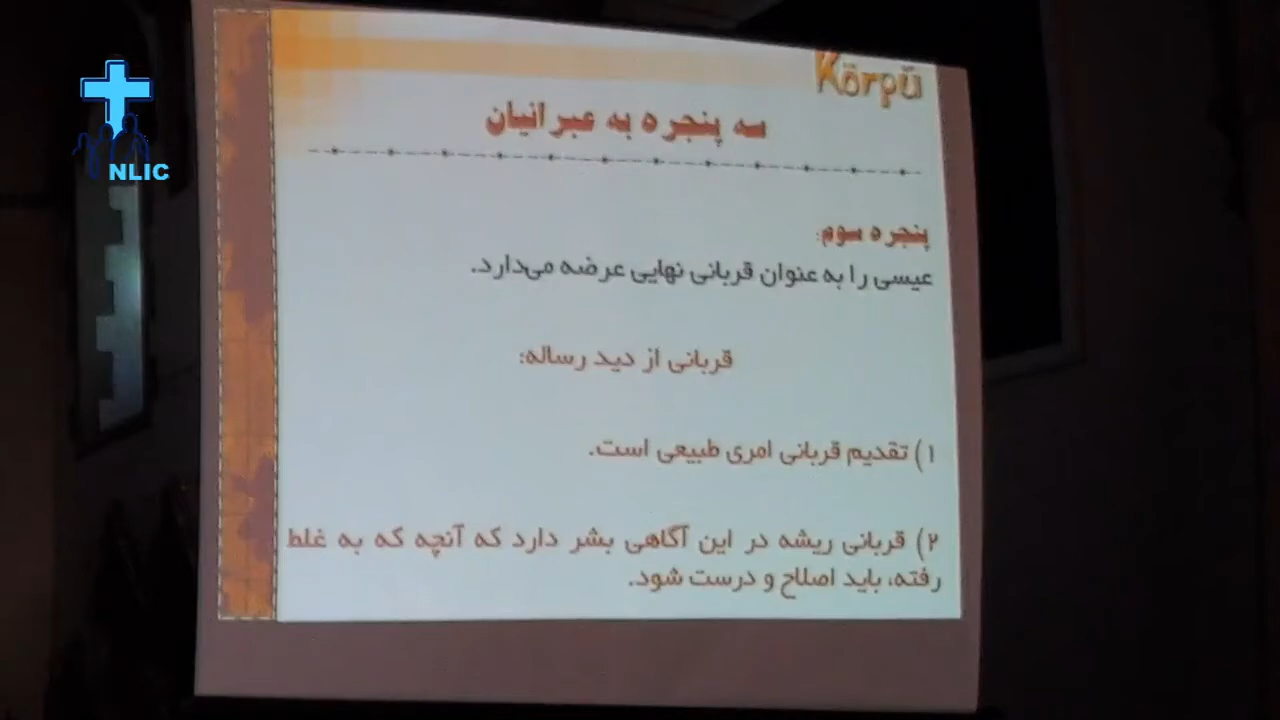 NLIC
Körpü
سه پنجره به عبرانیان
پنجره سوم:
عیسی را به عنوان قربانی نهایی عرضه می‌دارد.
قربانی از دید رساله:
۱) تقدیم قربانی امری طبیعی است.
۲) قربانی ریشه در این آگاهی بشر دارد که آنچه که به غلط
رفته، باید اصلاح و درست شود.